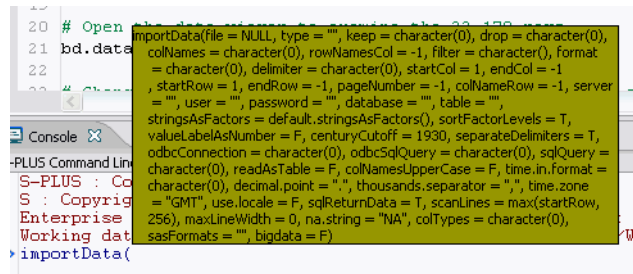 20 # Open
21 bd.data
22
importData(file = NULL, type = "", keep = character(0), drop = character(0),
colNames = character(0), rowNamesCol = -1, filter = character(), format
= character(0), delimiter = character(0), startCol = 1, endCol = -1
, startRow = 1, endRow = -1, pageNumber = -1, colNameRow = -1, server
= "", user = "", password = "", database = "", table = "",
stringsAsFactors = default.stringsAsFactors(), sortFactorLevels = T,
valueLabelAsNumber = F, centuryCutoff = 1930, separateDelimiters = T,
odbcConnection = character(0), odbcSqlQuery = character(0), sqlQuery =
character(0), readAsTable = F, colNamesUpperCase = F, time.in.format =
character(0), decimal.point = ".", thousands.separator = ",", time.zone
= "GMT", use.locale = F, sqlReturnData = T, scanLines = max(startRow,
256), maxLineWidth = 0, na.string = "NA", colTypes = character(0),
sasFormats = "", bigdata = F)
Console
-PLUS Command Lin
S-PLUS : Co
S : Copyrig
Enterprise
Working dat
importData(